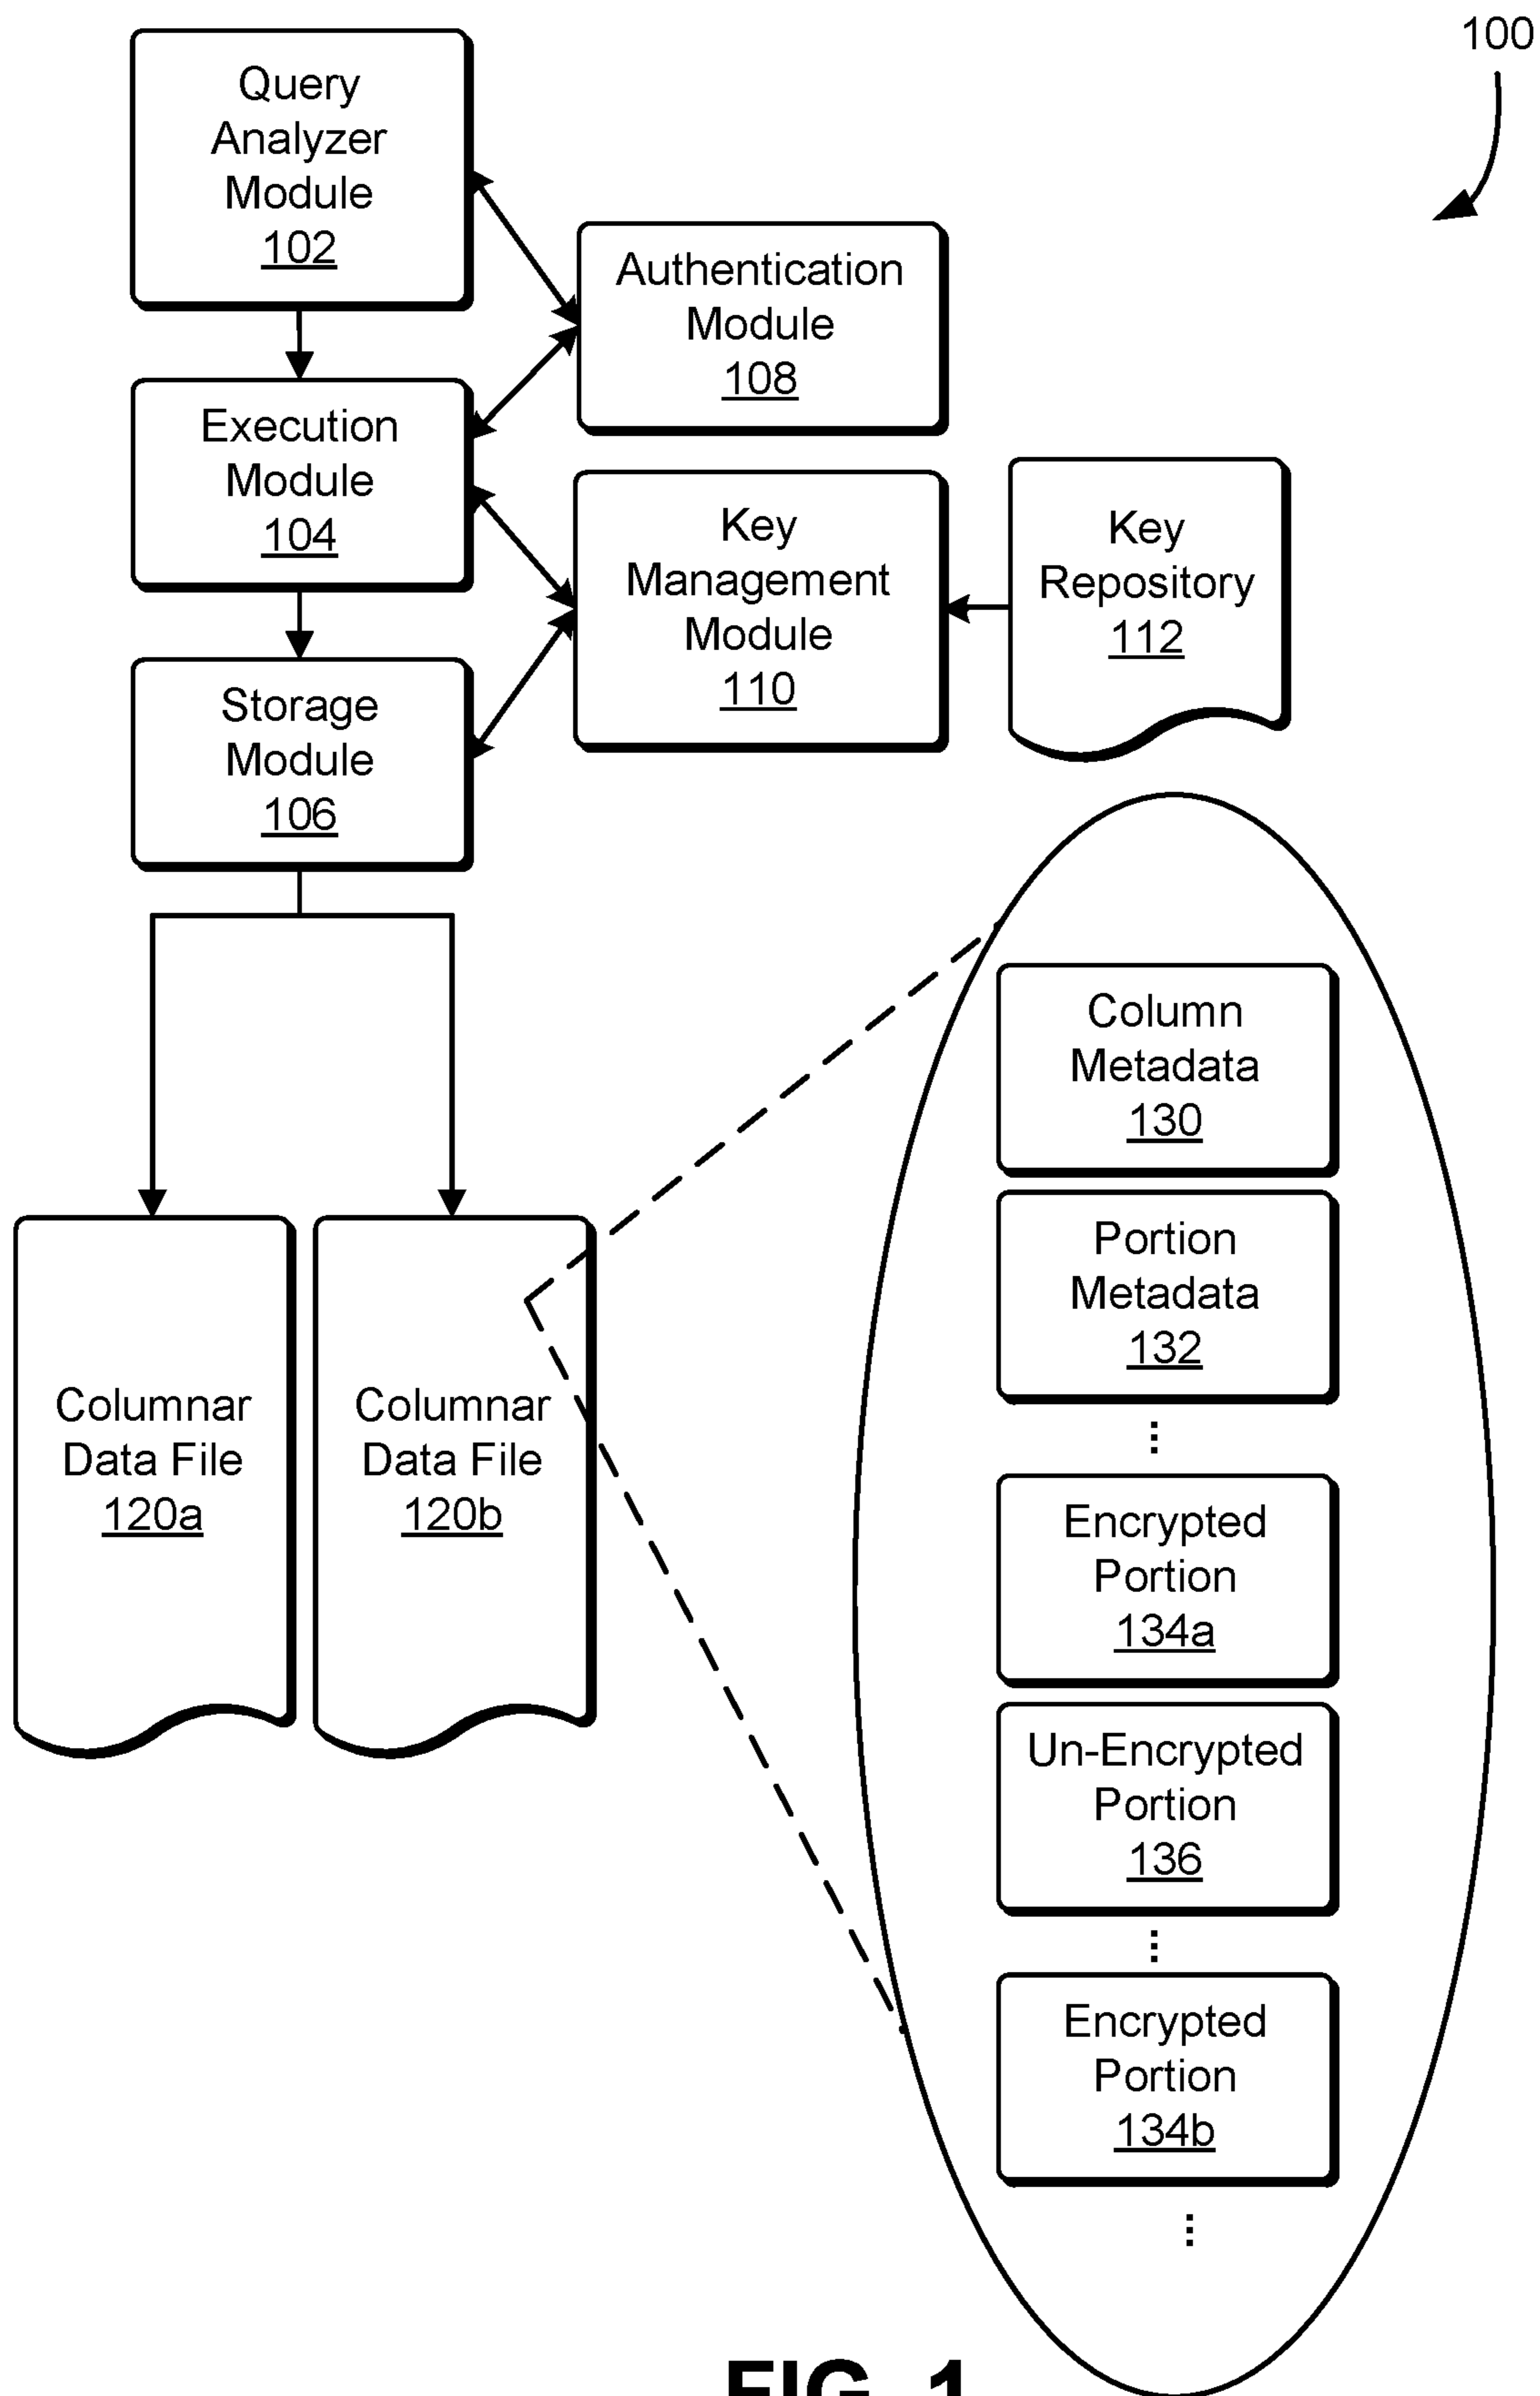 100
Query
Analyzer
Module
102
Authentication
Module
108
Execution
Module
104
Key
Management
Module
110
Key
Repository
112
Storage
Module
106
Column
Metadata
130
Portion
Metadata
132
⋮
Columnar
Data File
120a
Columnar
Data File
120b
Encrypted
Portion
134a
Un-Encrypted
Portion
136
⋮
Encrypted
Portion
134b
⋮
FIG. 1